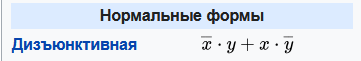 Нормальные формы
Дизъюнктивная x̅ · y + x · y̅